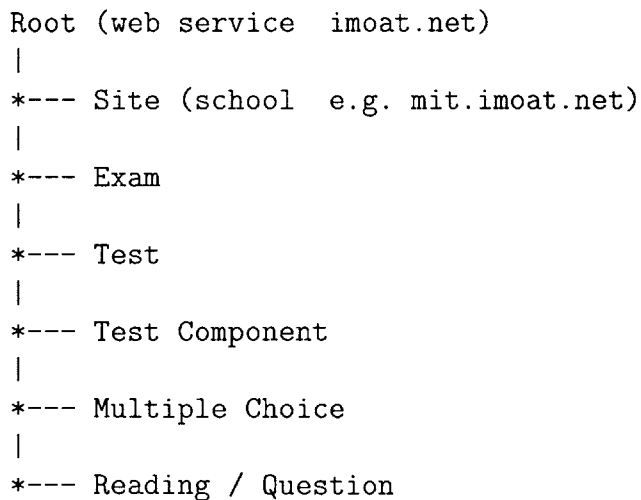 Root (web service  imoat.net)
|
*--- Site (school  e.g. mit.imoat.net)
|
*--- Exam
|
*--- Test
|
*--- Test Component
|
*--- Multiple Choice
|
*--- Reading / Question